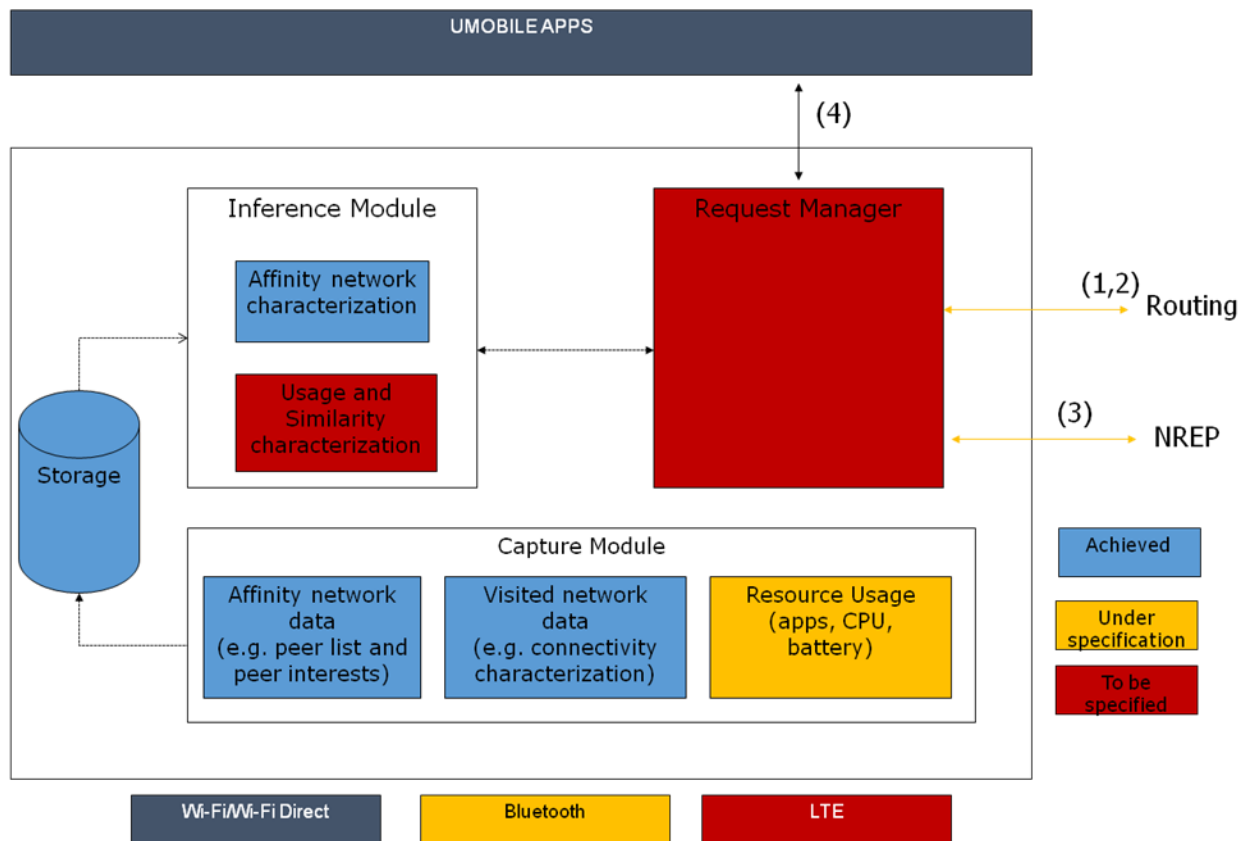 UMOBILE APPS
(4)
Inference Module
Request Manager
Affinity network
characterization
(1,2)
Routing
Usage and
Similarity
characterization
(3)
NREP
Storage
Capture Module
Achieved
Affinity network
data
(e.g. peer list and
peer interests)
Visited network
data
(e.g. connectivity
characterization)
Resource Usage
(apps, CPU,
battery)
Under
specification
To be
specified
Wi-Fi/Wi-Fi Direct
Bluetooth
LTE